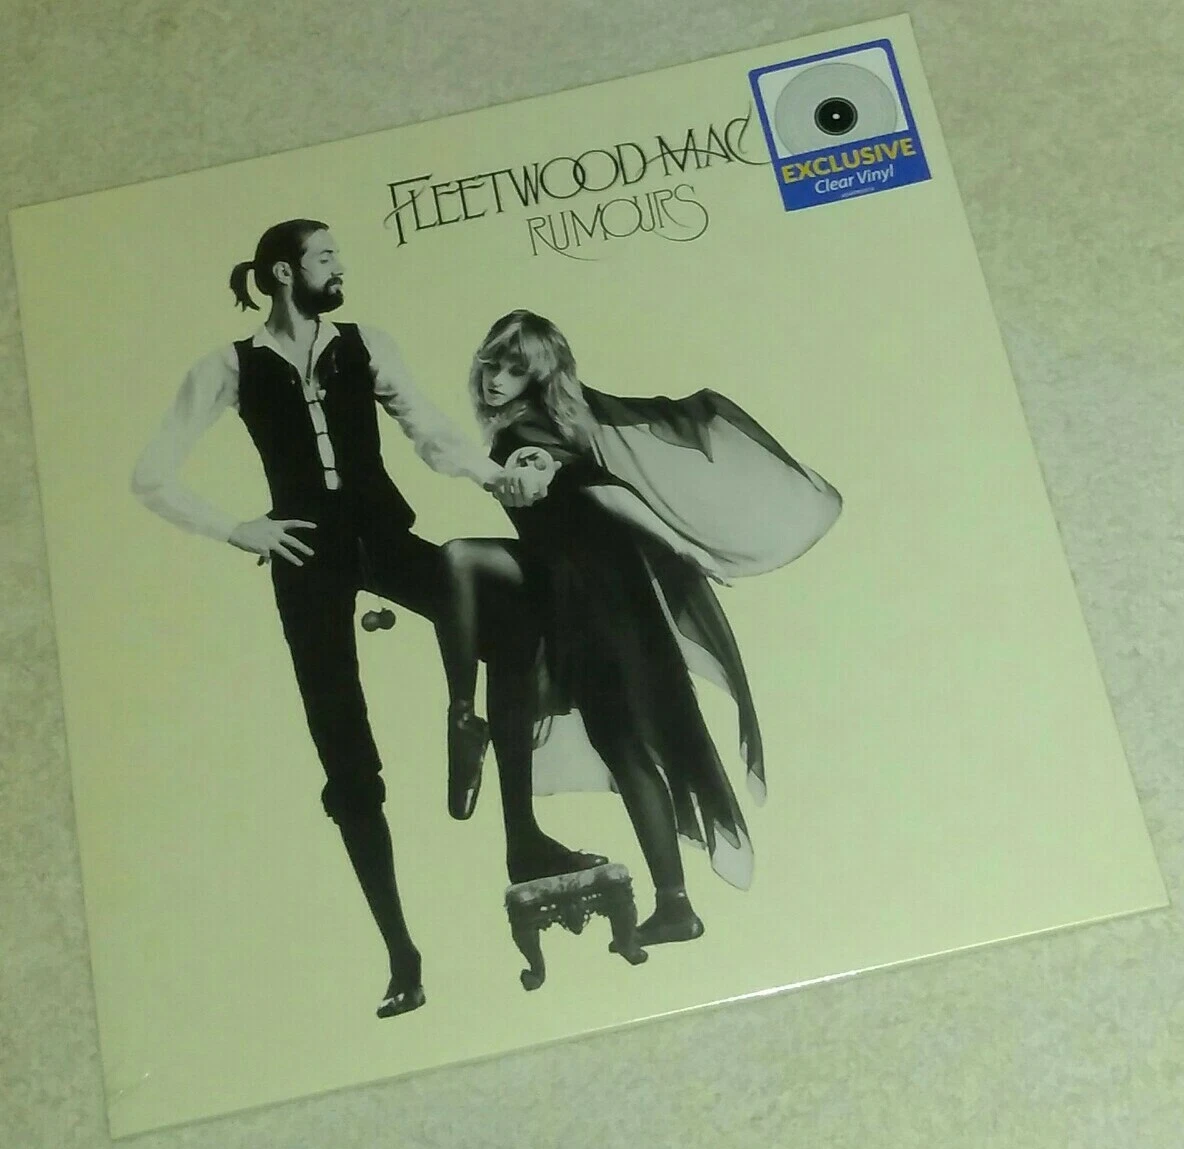 FLEETWOOD MAC
RUMOURS
EXCLUSIVE
Clear Vinyl